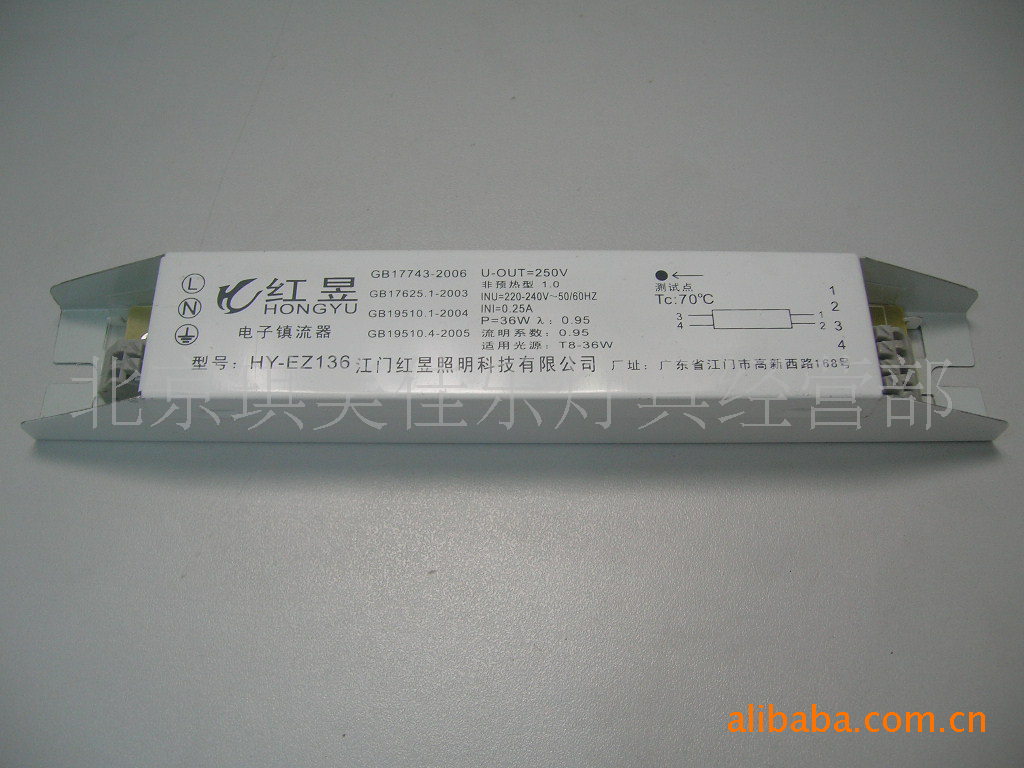 L
N
红昱
HONGYU
电子镇流器
GB17743-2006
GB17625.1-2003
GB19510.1-2004
GB19510.4-2005
U-OUT=250V
非预热型 1.0
INU=220-240V～50/60HZ
INI=0.25A
P=36W λ: 0.95
流明系数: 0.95
适用光源: T8-36W
测试点
Tc:70℃
3
4
1
2
1
2
3
4
型号: HY-EZ136 江门红昱照明科技有限公司 厂址: 广东省江门市高新西路168号
北京琪美佳乐灯具经营部
alibaba.com.cn